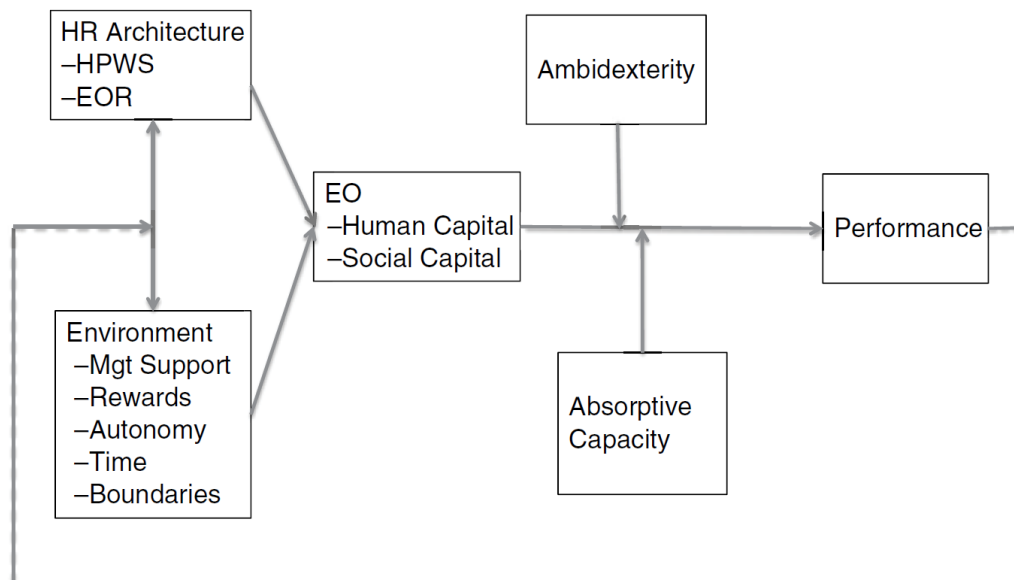 HR Architecture
–HPWS
–EOR
Ambidexterity
EO
–Human Capital
–Social Capital
Performance
Environment
–Mgt Support
–Rewards
–Autonomy
–Time
–Boundaries
Absorptive
Capacity